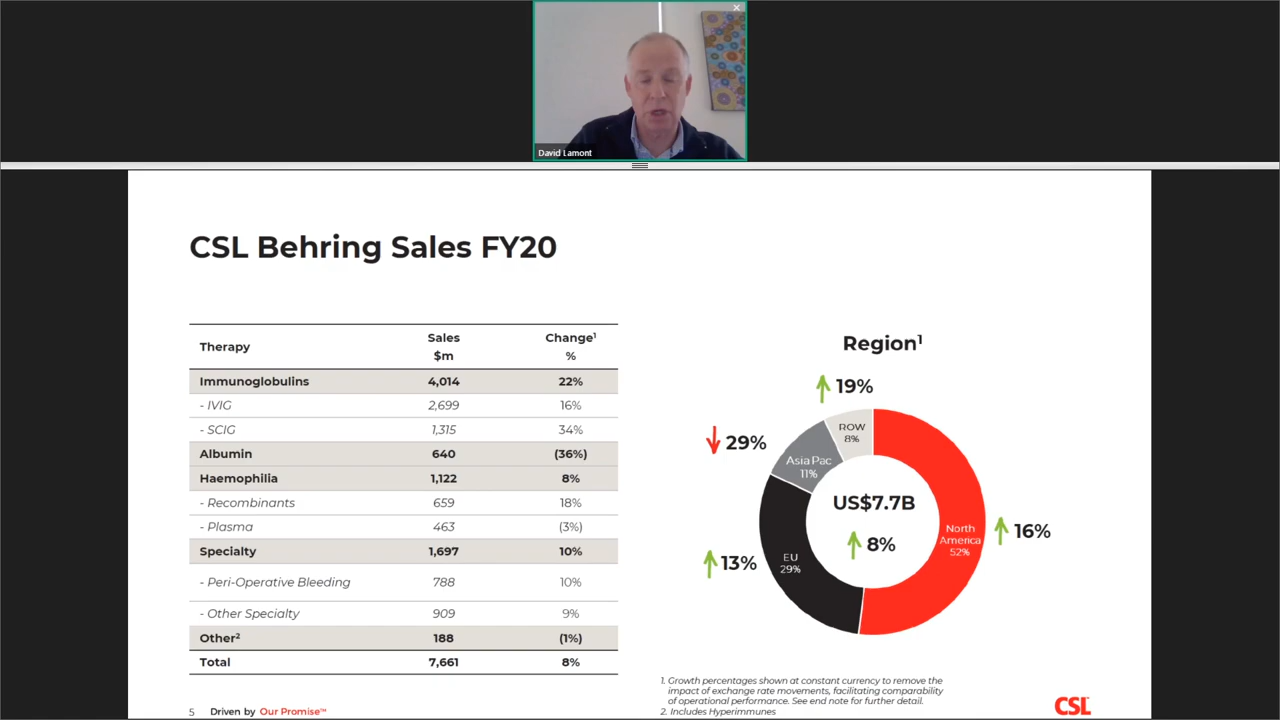 David Lamont
CSL Behring Sales FY20
Therapy Sales $m Change¹ %
Immunoglobulins 4,014 22%
- IVIG 2,699 16%
- SCIG 1,315 34%
Albumin 640 (36%)
Haemophilia 1,122 8%
- Recombinants 659 18%
- Plasma 463 (3%)
Specialty 1,697 10%
- Peri-Operative Bleeding 788 10%
- Other Specialty 909 9%
Other² 188 (1%)
Total 7,661 8%
Region¹
19%
ROW
8%
29%
Asia Pac
11%
US$7.7B
8%
North
America
52%
16%
EU
29%
13%
1. Growth percentages shown at constant currency to remove the
impact of exchange rate movements, facilitating comparability
of operational performance. See end note for further detail.
2. Includes Hyperimmunes
5 Driven by Our Promise™
CSL